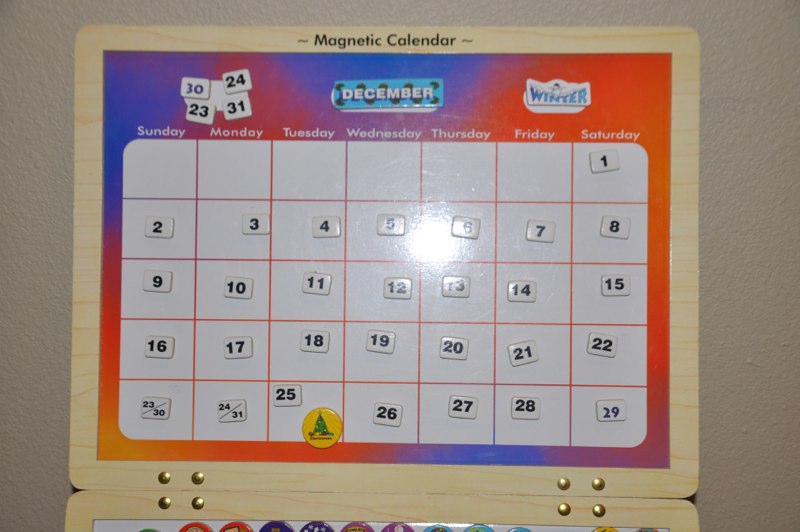 ~ Magnetic Calendar ~
30 24
23 31
DECEMBER
WINTER
Sunday Monday Tuesday Wednesday Thursday Friday Saturday
1
2 3 4 5 6 7 8
9 10 11 12 13 14 15
16 17 18 19 20 21 22
23/30 24/31 25 26 27 28 29
Christmas